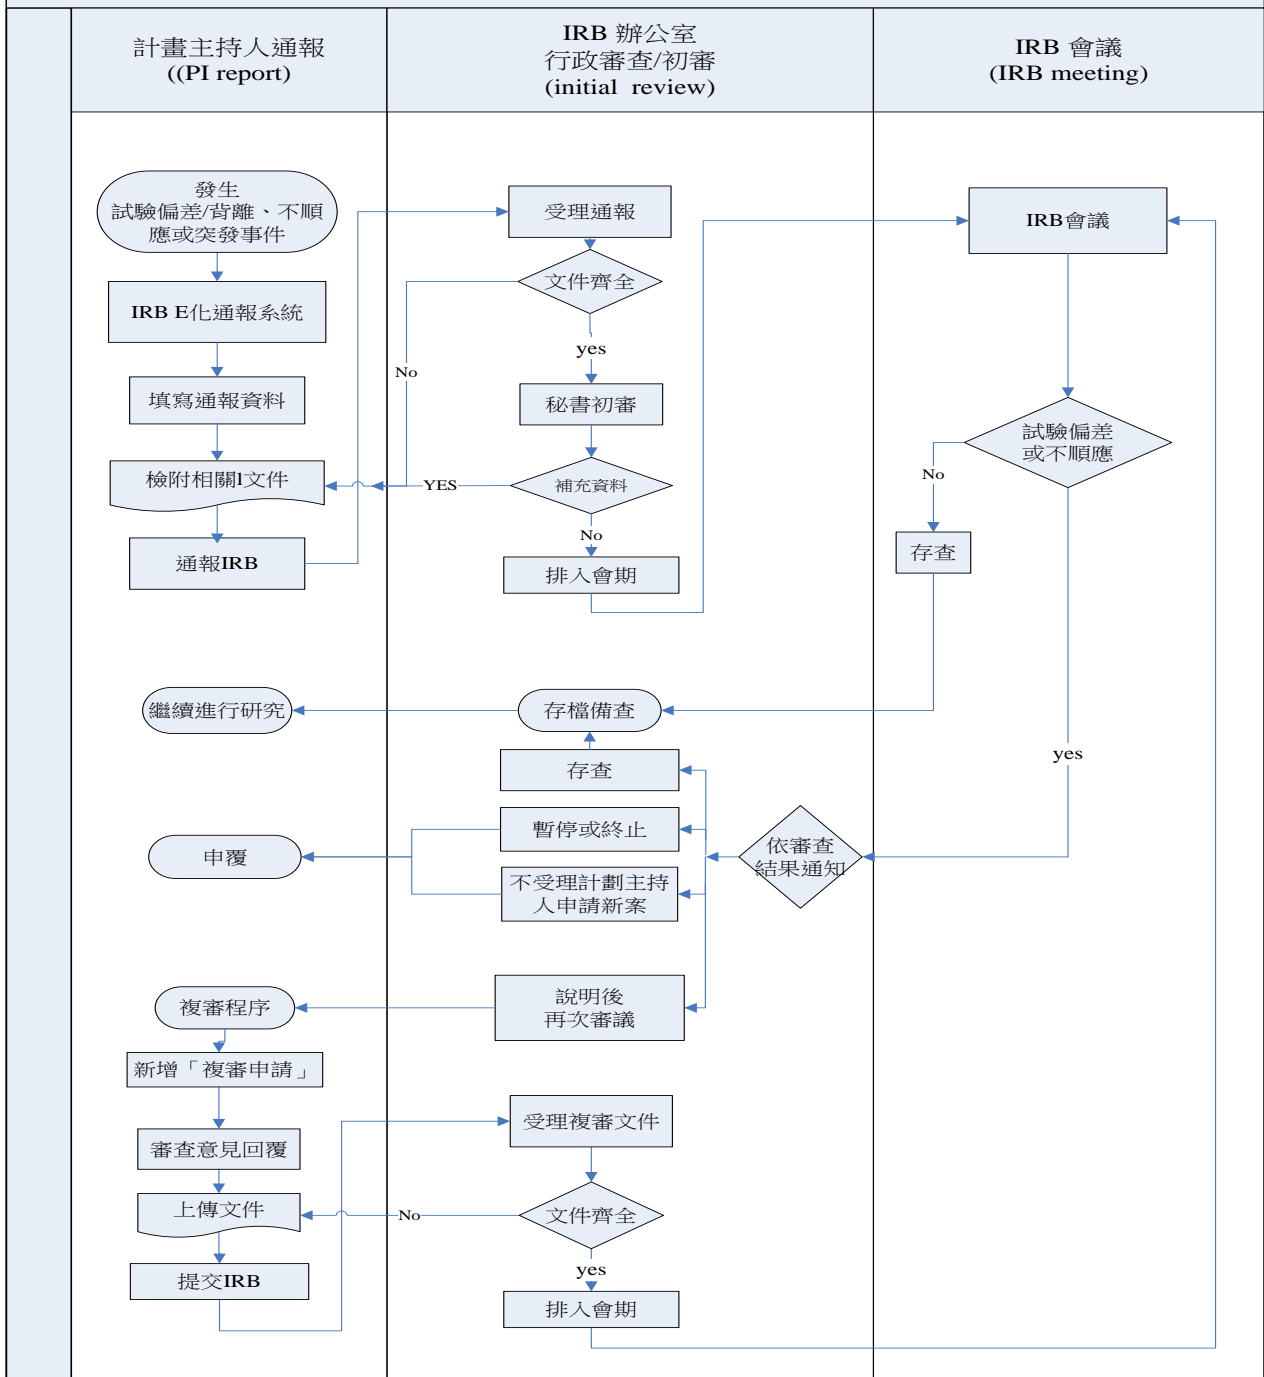 計畫主持人通報
((PI report)
IRB 辦公室
行政審查/初審
(initial review)
IRB 會議
(IRB meeting)
發生
試驗偏差/背離、不順
應或突發事件
IRB E化通報系統
填寫通報資料
檢附相關l文件
通報IRB
受理通報
文件齊全
No
yes
秘書初審
補充資料
YES
No
排入會期
IRB會議
試驗偏差
或不順應
No
存查
yes
繼續進行研究
存檔備查
存查
暫停或終止
申覆
不受理計劃主持
人申請新案
依審查
結果通知
說明後
再次審議
複審程序
新增「複審申請」
審查意見回覆
上傳文件
提交IRB
受理複審文件
文件齊全
No
yes
排入會期